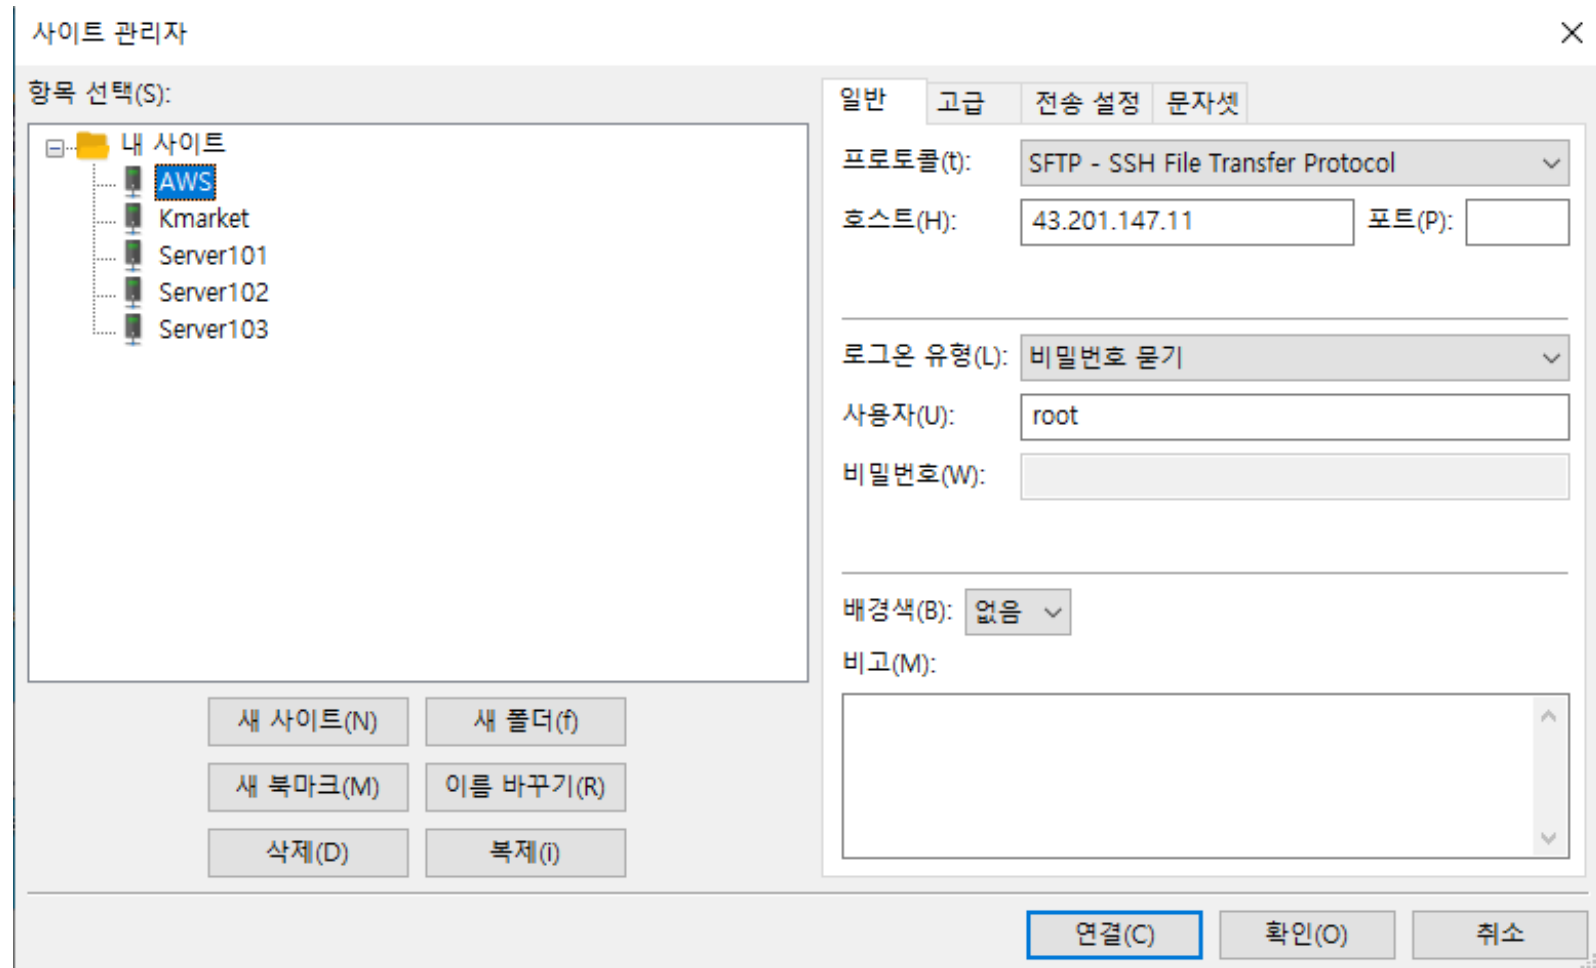 사이트 관리자
항목 선택(S):
내 사이트
AWS
Kmarket
Server101
Server102
Server103
새 사이트(N) 새 폴더(f)
새 북마크(M) 이름 바꾸기(R)
삭제(D) 복제(i)
일반 고급 전송 설정 문자셋
프로토콜(t): SFTP - SSH File Transfer Protocol
호스트(H): 43.201.147.11 포트(P):
로그온 유형(L): 비밀번호 묻기
사용자(U): root
비밀번호(W):
배경색(B): 없음
비고(M):
연결(C) 확인(O) 취소